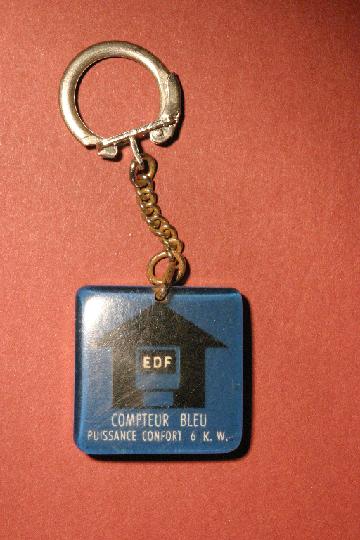 EDF
COMPTEUR BLEU
PUISSANCE CONFORT 6 K.W.